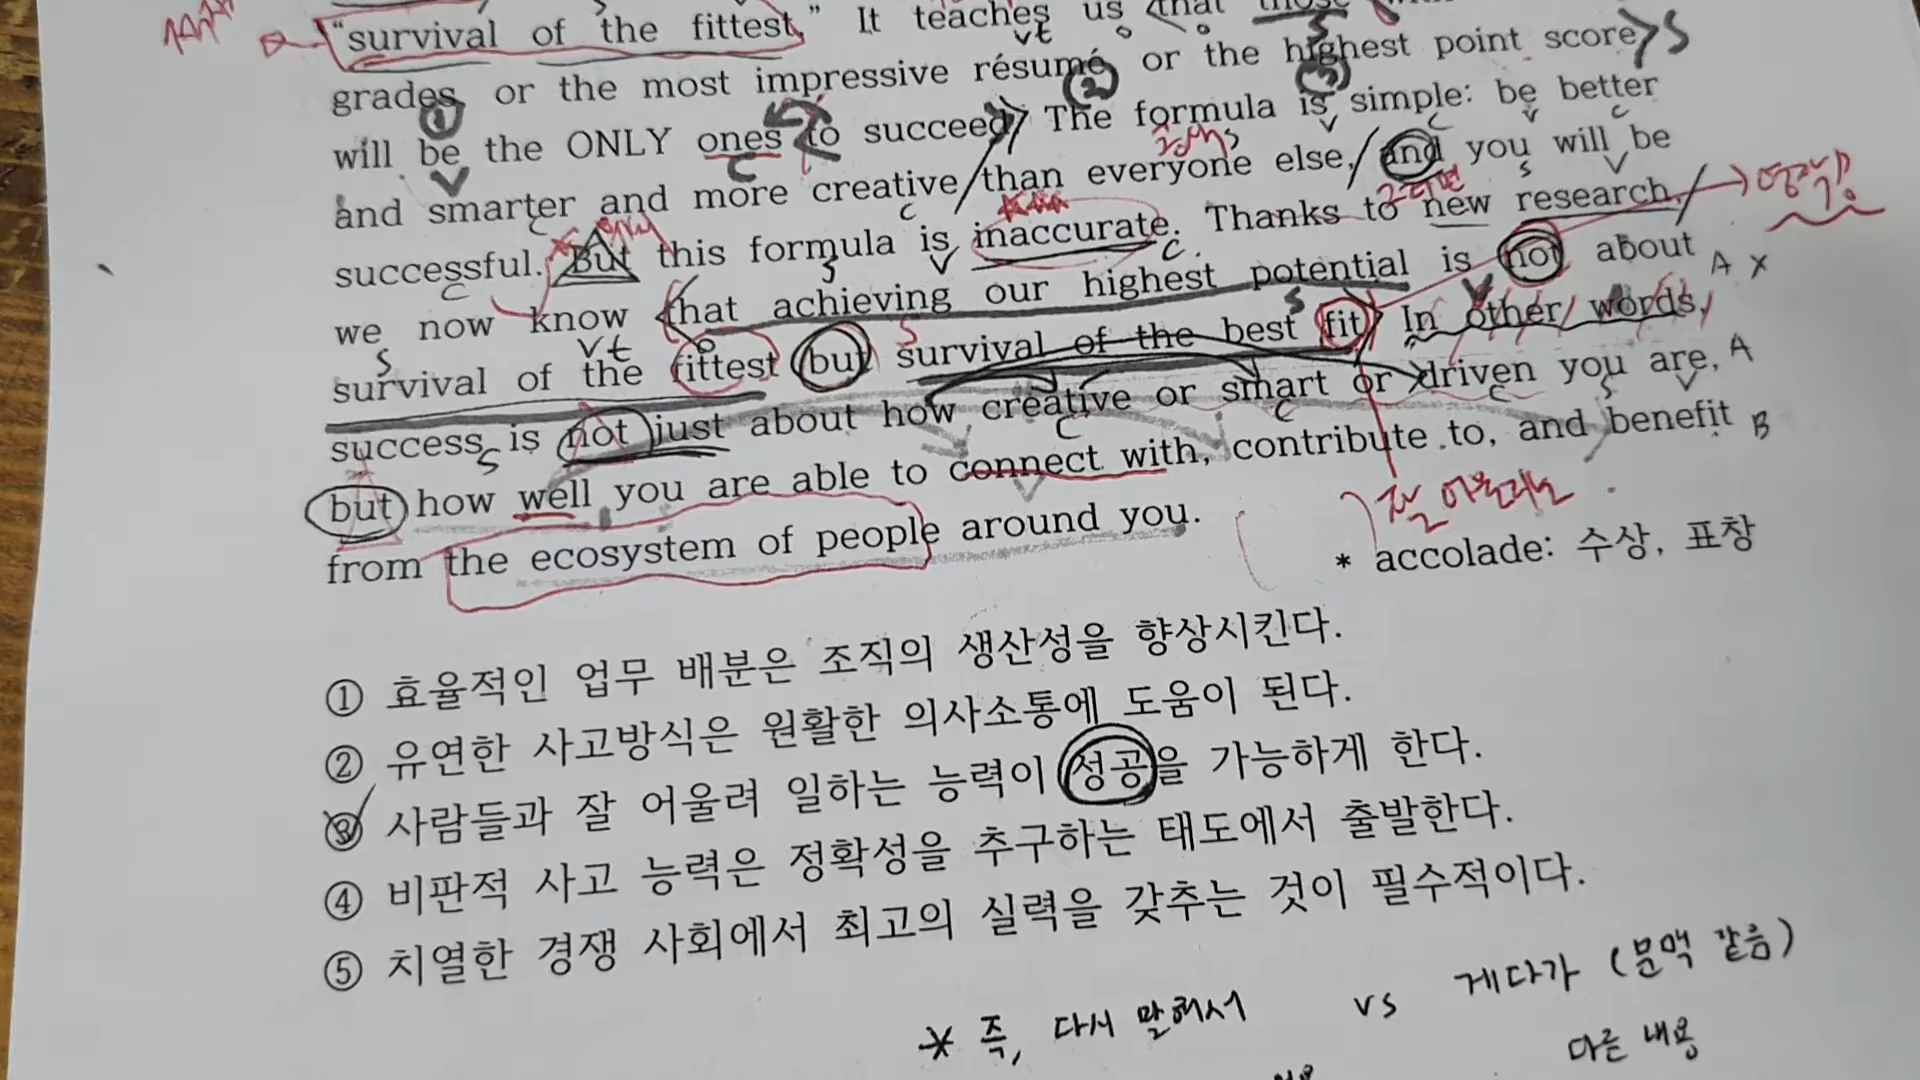 "survival of the fittest." It teaches us that those
grades or the most impressive résumé or the highest point score
will be the ONLY ones to succeed. The formula is simple: be better
and smarter and more creative than everyone else, and you will be
successful. But this formula is inaccurate. Thanks to new research,
we now know that achieving our highest potential is not about
survival of the fittest but survival of the best fit. In other words,
success is not just about how creative or smart or driven you are,
but how well you are able to connect with, contribute to, and benefit
from the ecosystem of people around you.
잘 어울리는
* accolade: 수상, 표창
① 효율적인 업무 배분은 조직의 생산성을 향상시킨다.
② 유연한 사고방식은 원활한 의사소통에 도움이 된다.
③ 사람들과 잘 어울려 일하는 능력이 성공을 가능하게 한다.
④ 비판적 사고 능력은 정확성을 추구하는 태도에서 출발한다.
⑤ 치열한 경쟁 사회에서 최고의 실력을 갖추는 것이 필수적이다.
* 즉, 다시 말해서 vs 게다가 (문맥 같음)
다른 내용